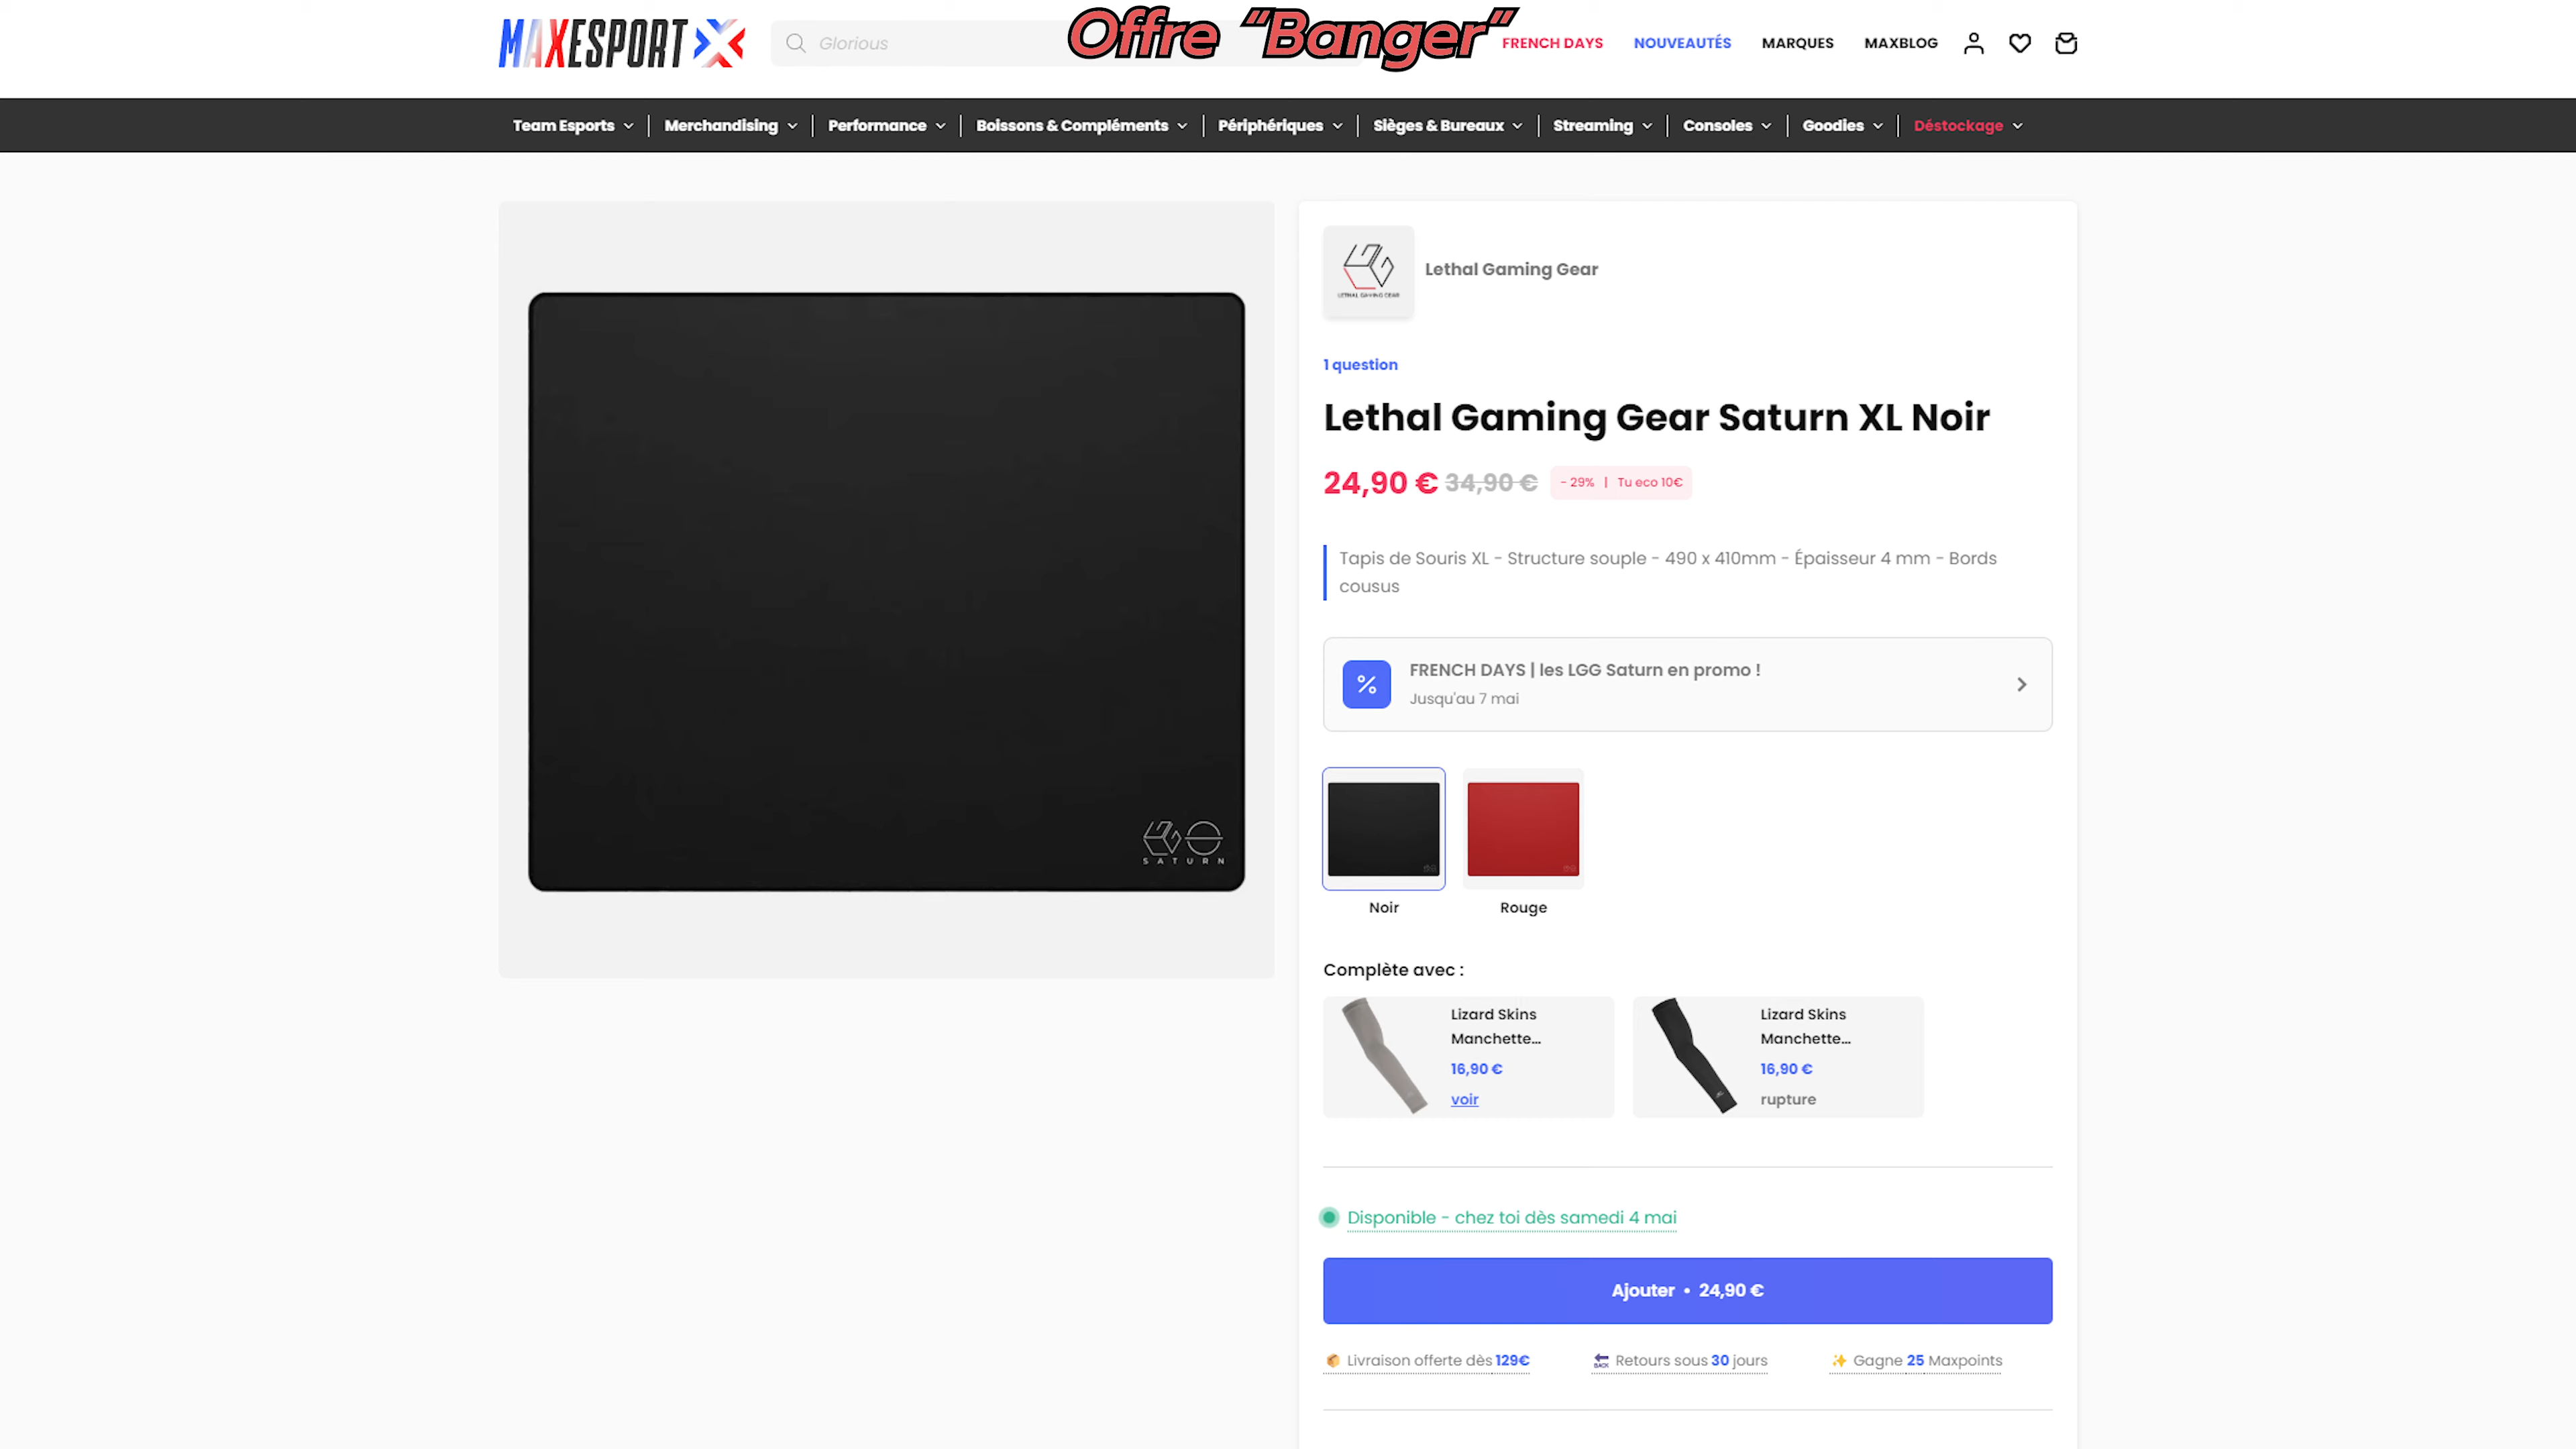 MAXESPORT
Glorious
Offre "Banger"
FRENCH DAYS
NOUVEAUTÉS
MARQUES
MAXBLOG
Team Esports
Merchandising
Performance
Boissons & Compléments
Périphériques
Sièges & Bureaux
Streaming
Consoles
Goodies
Déstockage
SATURN
LETHAL GAMING GEAR
Lethal Gaming Gear
1 question
Lethal Gaming Gear Saturn XL Noir
24,90 € 34,90 € - 29% | Tu eco 10€
Tapis de Souris XL - Structure souple - 490 x 410mm - Épaisseur 4 mm - Bords
cousus
FRENCH DAYS | les LGG Saturn en promo !
Jusqu'au 7 mai
Noir
Rouge
Complète avec :
Lizard Skins
Manchette...
16,90 €
voir
Lizard Skins
Manchette...
16,90 €
rupture
Disponible - chez toi dès samedi 4 mai
Ajouter • 24,90 €
Livraison offerte dès 129€
Retours sous 30 jours
Gagne 25 Maxpoints